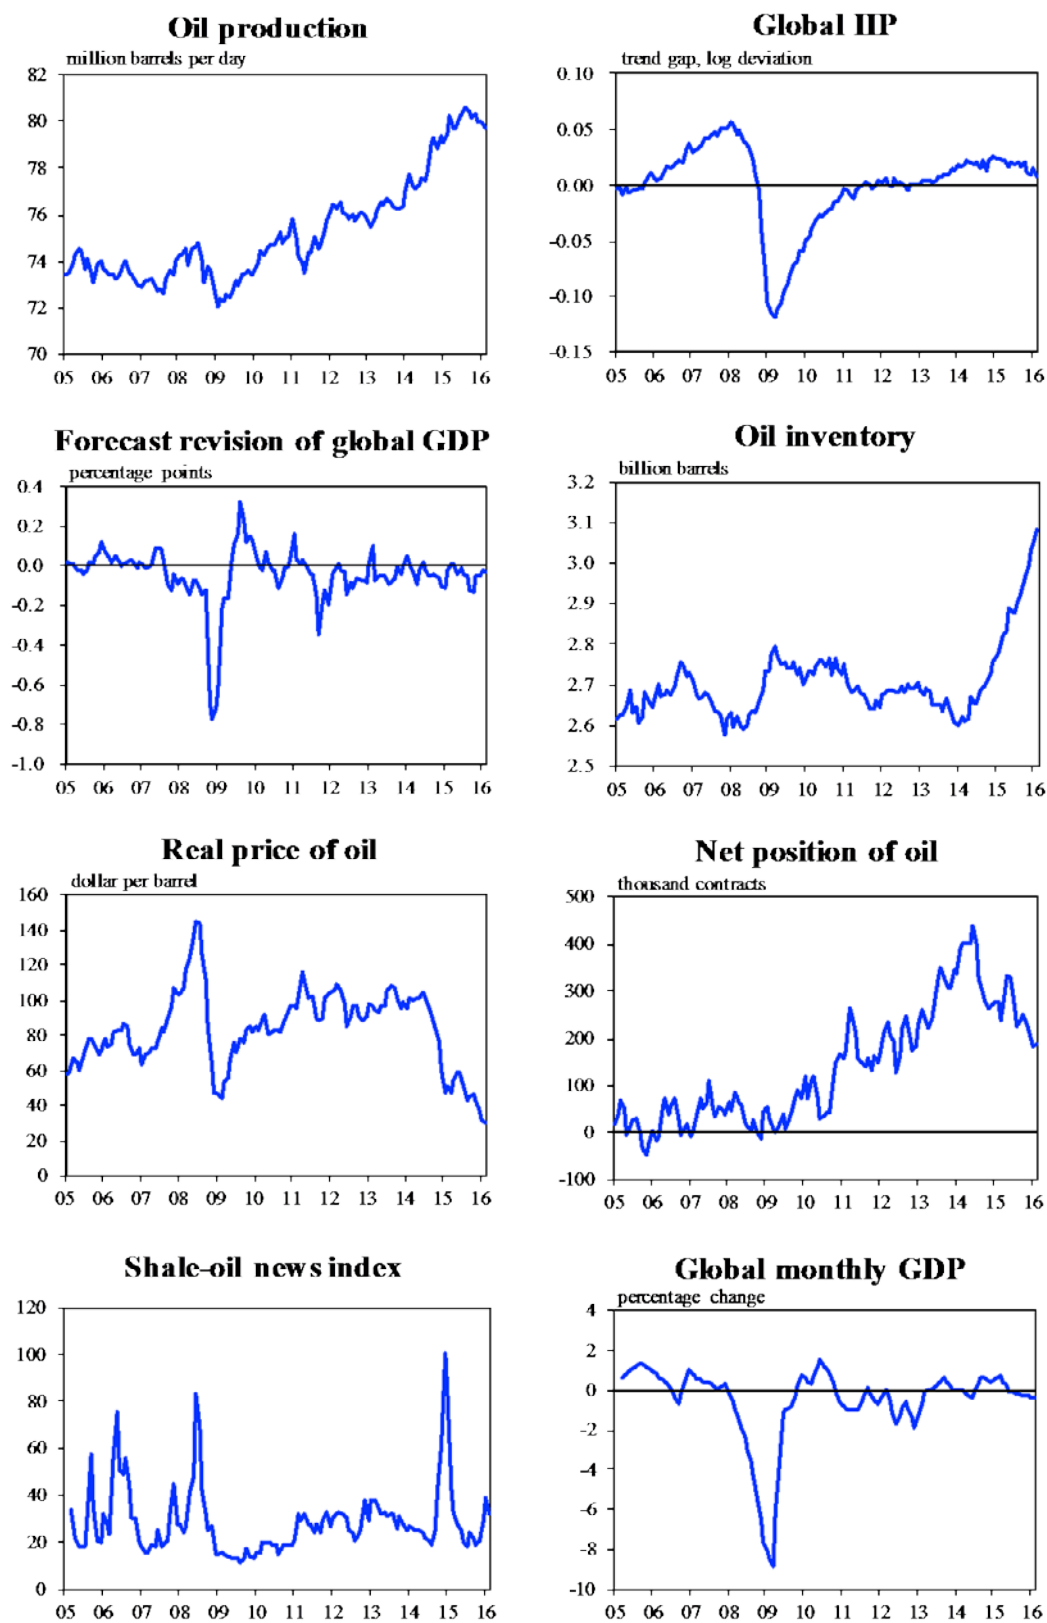 Oil production
million barrels per day
82
80
78
76
74
72
70
05 06 07 08 09 10 11 12 13 14 15 16
Global IIP
trend gap, log deviation
0.10
0.05
0.00
-0.05
-0.10
-0.15
05 06 07 08 09 10 11 12 13 14 15 16
Forecast revision of global GDP
percentage points
0.4
0.2
0.0
-0.2
-0.4
-0.6
-0.8
-1.0
05 06 07 08 09 10 11 12 13 14 15 16
Oil inventory
billion barrels
3.2
3.1
3.0
2.9
2.8
2.7
2.6
2.5
05 06 07 08 09 10 11 12 13 14 15 16
Real price of oil
dollar per barrel
160
140
120
100
80
60
40
20
0
05 06 07 08 09 10 11 12 13 14 15 16
Net position of oil
thousand contracts
500
400
300
200
100
0
-100
05 06 07 08 09 10 11 12 13 14 15 16
Shale-oil news index
120
100
80
60
40
20
0
05 06 07 08 09 10 11 12 13 14 15 16
Global monthly GDP
percentage change
4
2
0
-2
-4
-6
-8
-10
05 06 07 08 09 10 11 12 13 14 15 16